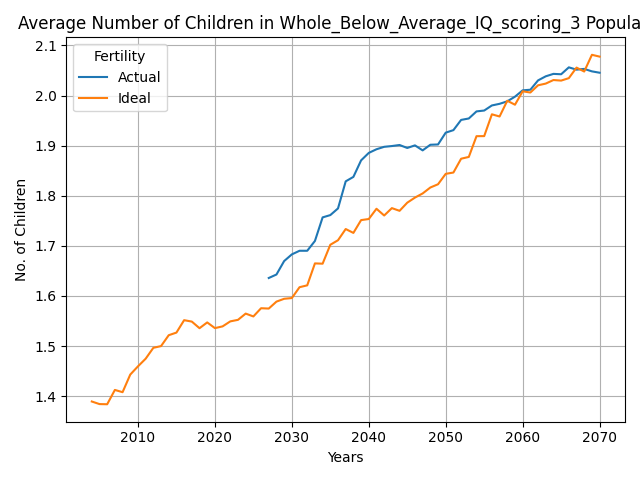 Average Number of Children in Whole_Below_Average_IQ_scoring_3 Popula
Fertility
Actual
Ideal
2.1
2.0
1.9
1.8
1.7
1.6
1.5
1.4
No. of Children
2010 2020 2030 2040 2050 2060 2070
Years